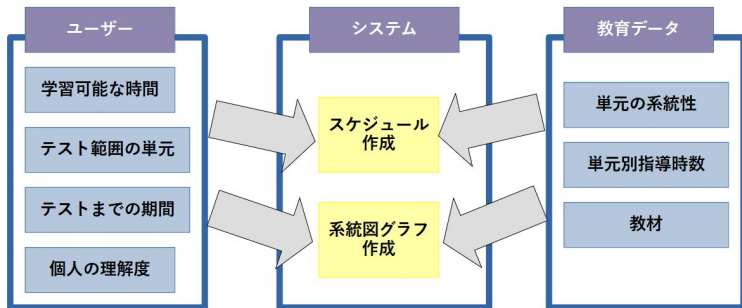 ユーザー
学習可能な時間
テスト範囲の単元
テストまでの期間
個人の理解度
システム
スケジュール
作成
系統図グラフ
作成
教育データ
単元の系統性
単元別指導時数
教材